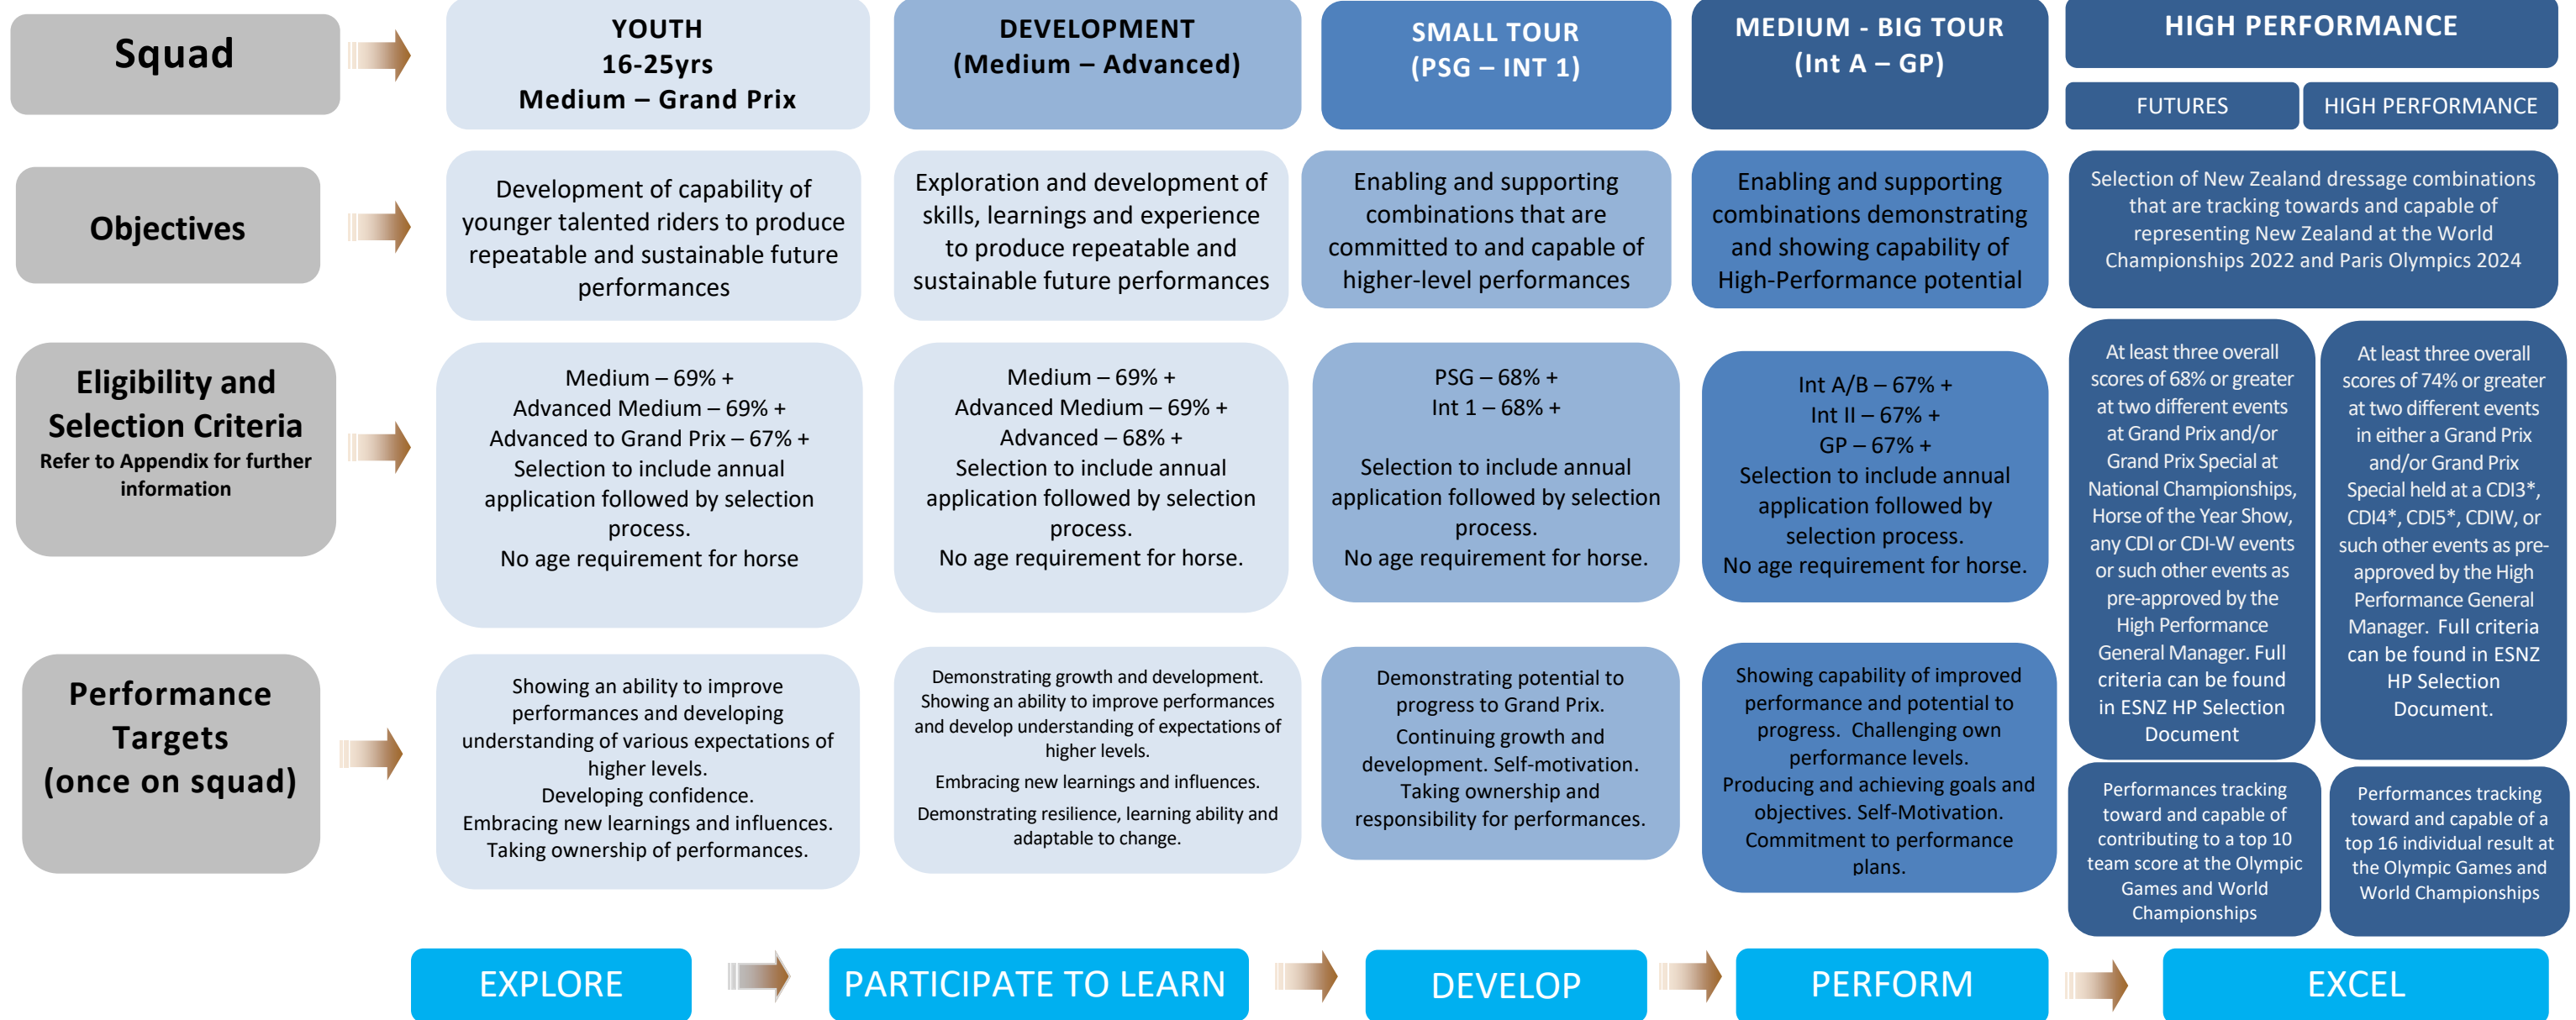 Squad
YOUTH
16-25yrs
Medium – Grand Prix
DEVELOPMENT
(Medium – Advanced)
SMALL TOUR
(PSG – INT 1)
MEDIUM - BIG TOUR
(Int A – GP)
HIGH PERFORMANCE
FUTURES
HIGH PERFORMANCE
Objectives
Development of capability of
younger talented riders to produce
repeatable and sustainable future
performances
Exploration and development of
skills, learnings and experience
to produce repeatable and
sustainable future performances
Enabling and supporting
combinations that are
committed to and capable of
higher-level performances
Enabling and supporting
combinations demonstrating
and showing capability of
High-Performance potential
Selection of New Zealand dressage combinations
that are tracking towards and capable of
representing New Zealand at the World
Championships 2022 and Paris Olympics 2024
Eligibility and
Selection Criteria
Refer to Appendix for further
information
Medium – 69% +
Advanced Medium – 69% +
Advanced to Grand Prix – 67% +
Selection to include annual
application followed by selection
process.
No age requirement for horse
Medium – 69% +
Advanced Medium – 69% +
Advanced – 68% +
Selection to include annual
application followed by selection
process.
No age requirement for horse.
PSG – 68% +
Int 1 – 68% +
Selection to include annual
application followed by selection
process.
No age requirement for horse.
Int A/B – 67% +
Int II – 67% +
GP – 67% +
Selection to include annual
application followed by
selection process.
No age requirement for horse.
At least three overall
scores of 68% or greater
at two different events
at Grand Prix and/or
Grand Prix Special at
National Championships,
Horse of the Year Show,
any CDI or CDI-W events
or such other events as
pre-approved by the
High Performance
General Manager. Full
criteria can be found
in ESNZ HP Selection
Document
At least three overall
scores of 74% or greater
at two different events
in either a Grand Prix
and/or Grand Prix
Special held at a CDI3*,
CDI4*, CDI5*, CDIW, or
such other events as pre-
approved by the High
Performance General
Manager. Full criteria
can be found in ESNZ
HP Selection
Document.
Performance
Targets
(once on squad)
Showing an ability to improve
performances and developing
understanding of various expectations of
higher levels.
Developing confidence.
Embracing new learnings and influences.
Taking ownership of performances.
Demonstrating growth and development.
Showing an ability to improve performances
and develop understanding of expectations of
higher levels.
Embracing new learnings and influences.
Demonstrating resilience, learning ability and
adaptable to change.
Demonstrating potential to
progress to Grand Prix.
Continuing growth and
development. Self-motivation.
Taking ownership and
responsibility for performances.
Showing capability of improved
performance and potential to
progress. Challenging own
performance levels.
Producing and achieving goals and
objectives. Self-Motivation.
Commitment to performance
plans.
Performances tracking
toward and capable of
contributing to a top 10
team score at the Olympic
Games and World
Championships
Performances tracking
toward and capable of a
top 16 individual result at
the Olympic Games and
World Championships
EXPLORE
PARTICIPATE TO LEARN
DEVELOP
PERFORM
EXCEL